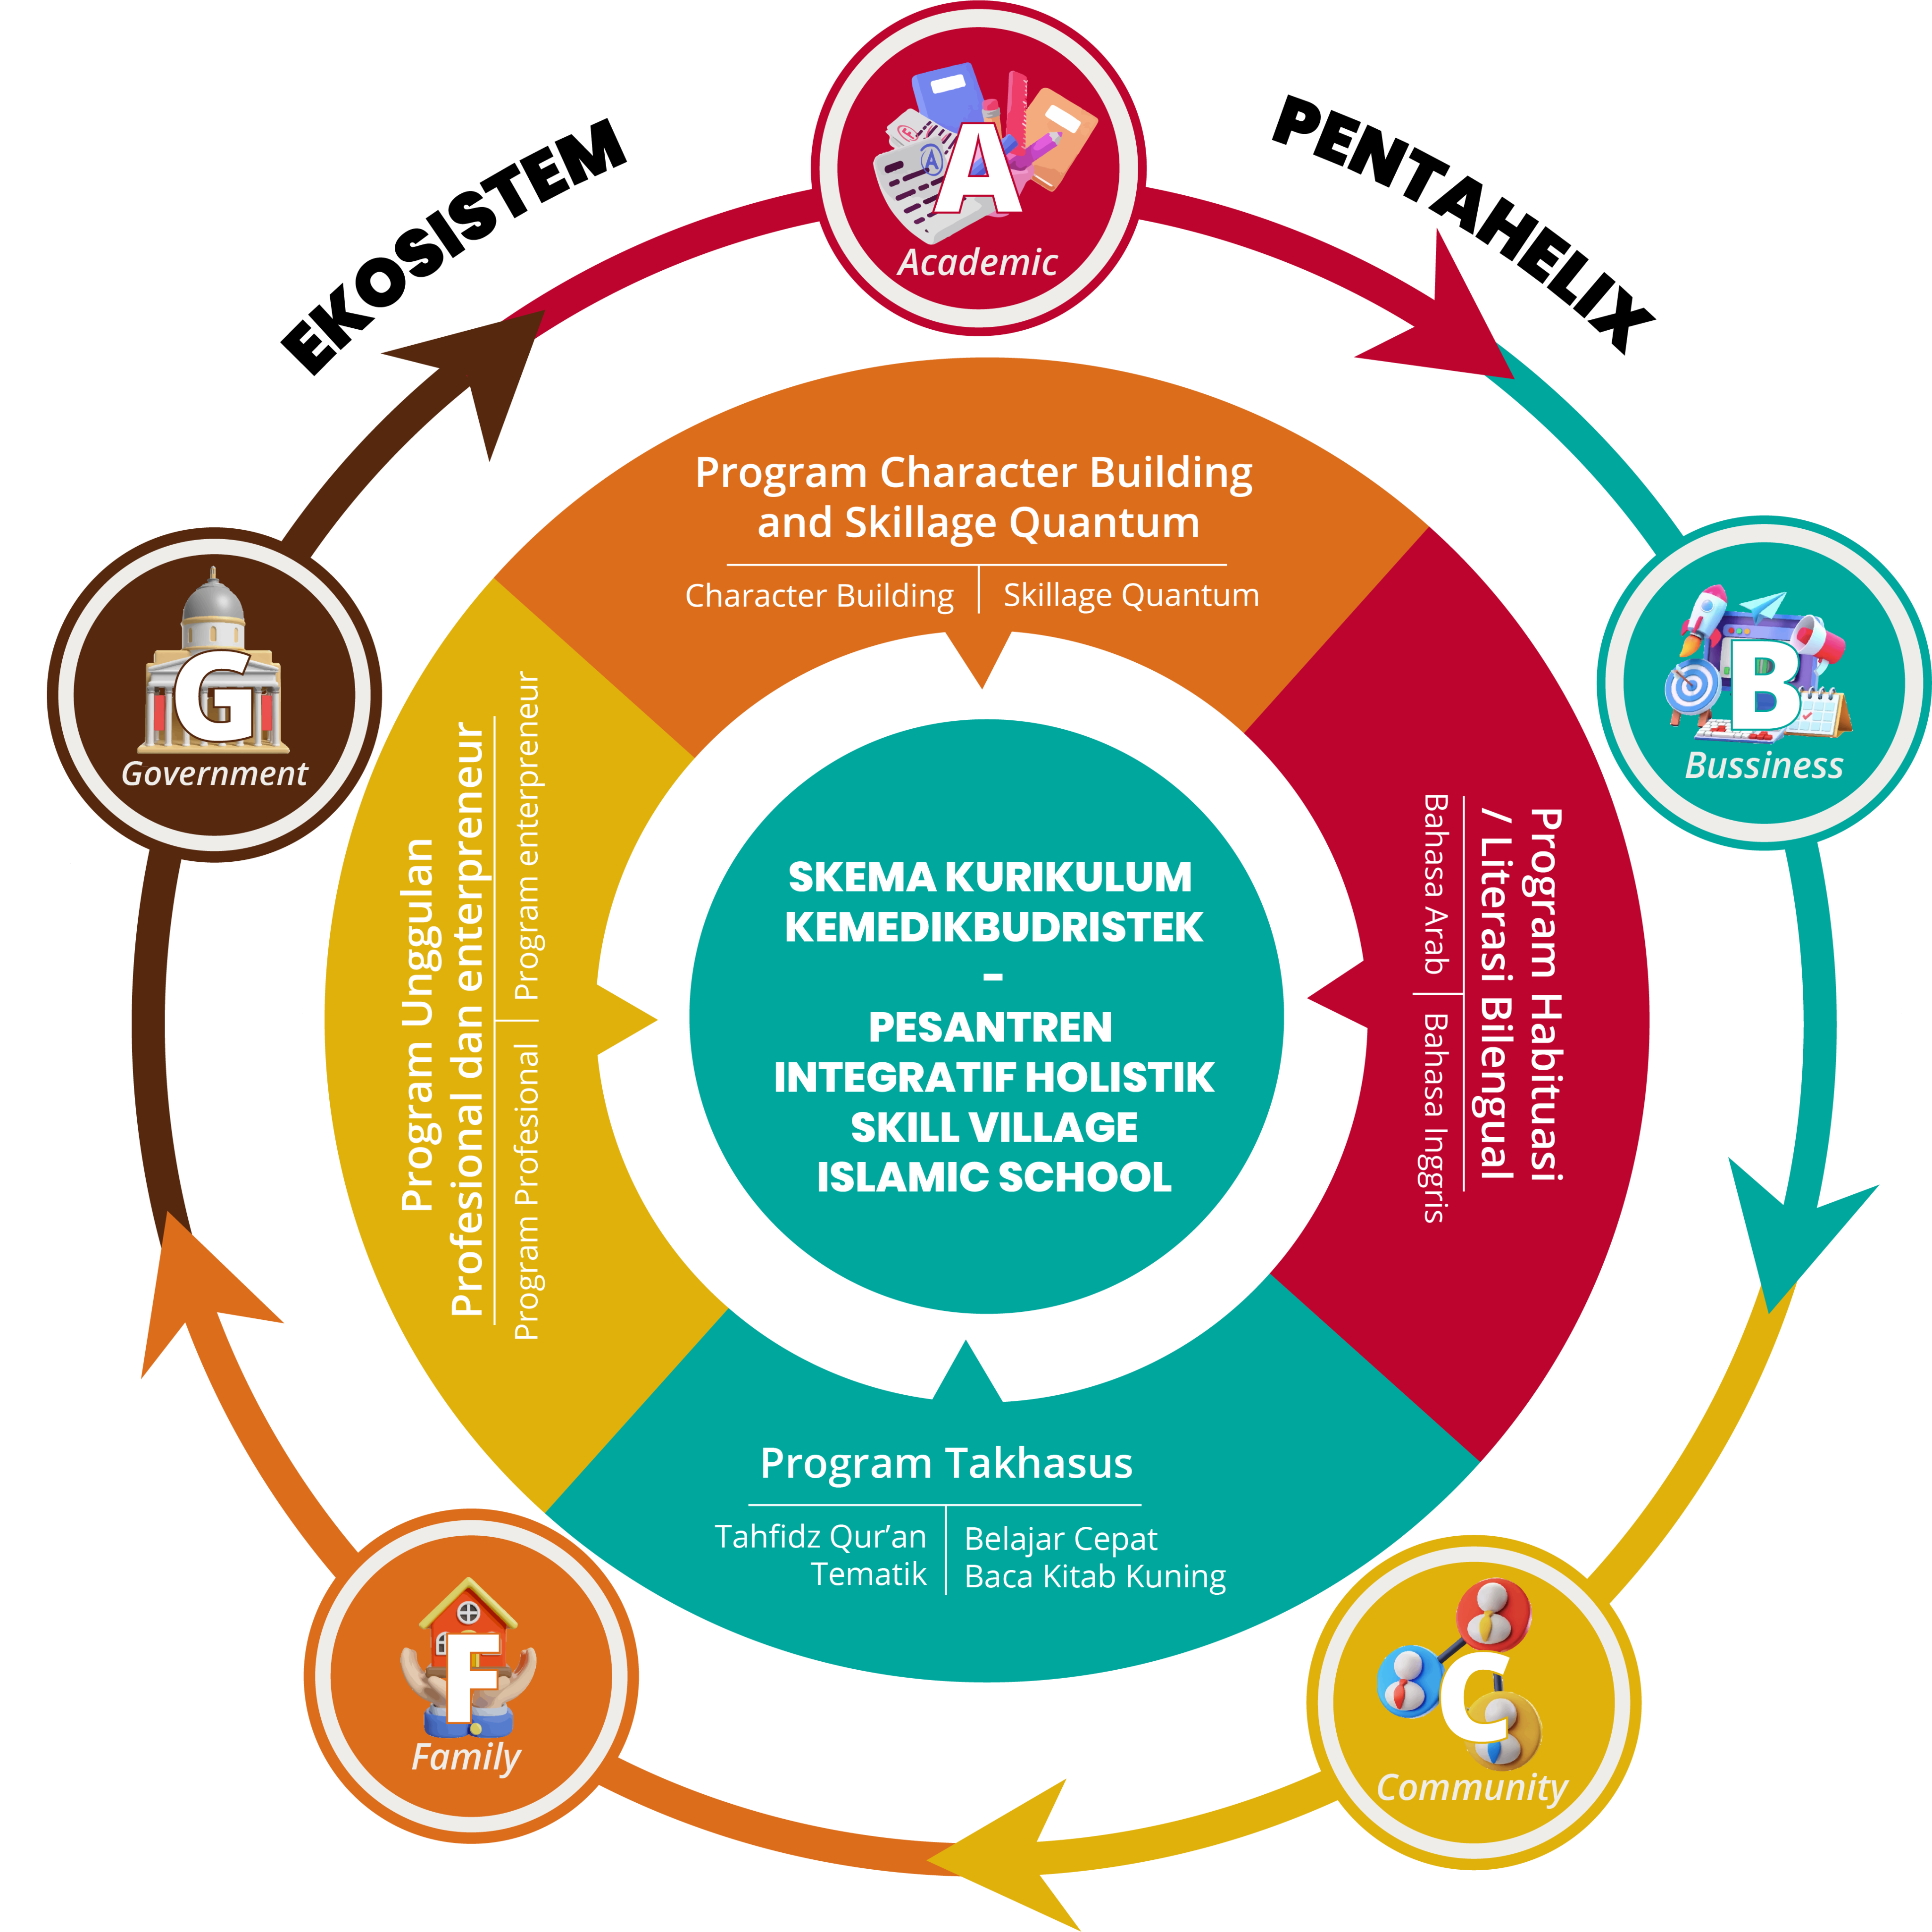 EKOSISTEM
PENTAHELIX
A
Academic
B
Bussiness
C
Community
F
Family
G
Government
Program Character Building
and Skillage Quantum
Character Building
Skillage Quantum
Program Habituasi
/ Literasi Bilengual
Bahasa Arab
Bahasa Inggris
Program Takhasus
Tahfidz Qur’an
Tematik
Belajar Cepat
Baca Kitab Kuning
Program Unggulan
Profesional dan enterpreneur
Program Profesional
Program enterpreneur
SKEMA KURIKULUM
KEMEDIKBUDRISTEK
-
PESANTREN
INTEGRATIF HOLISTIK
SKILL VILLAGE
ISLAMIC SCHOOL